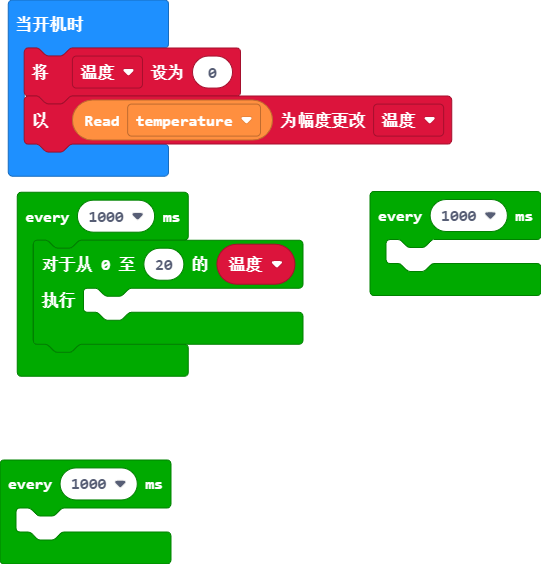 当开机时
将 温度 设为 0
以 Read temperature 为幅度更改 温度
every 1000 ms
对于从 0 至 20 的 温度
执行
every 1000 ms
every 1000 ms